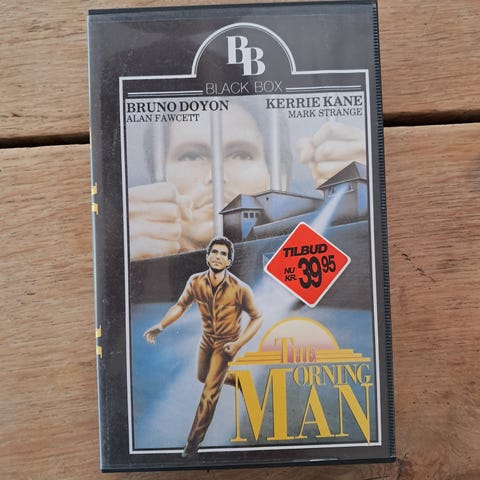 BB
BLACK BOX
BRUNO DOYON
ALAN FAWCETT
KERRIE KANE
MARK STRANGE
TILBUD
NU
KR. 39.95
THE
MORNING
MAN